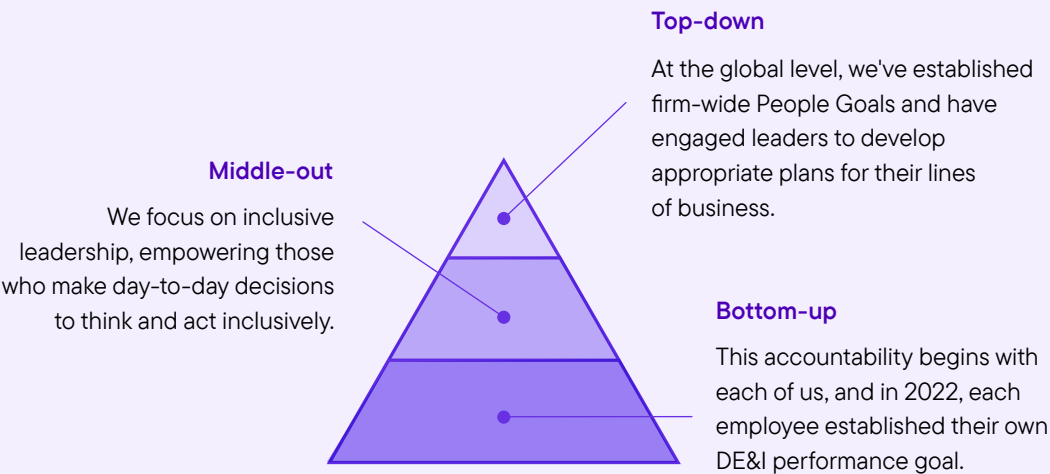 Top-down
At the global level, we've established
firm-wide People Goals and have
engaged leaders to develop
appropriate plans for their lines
of business.
Middle-out
We focus on inclusive
leadership, empowering those
who make day-to-day decisions
to think and act inclusively.
Bottom-up
This accountability begins with
each of us, and in 2022, each
employee established their own
DE&I performance goal.